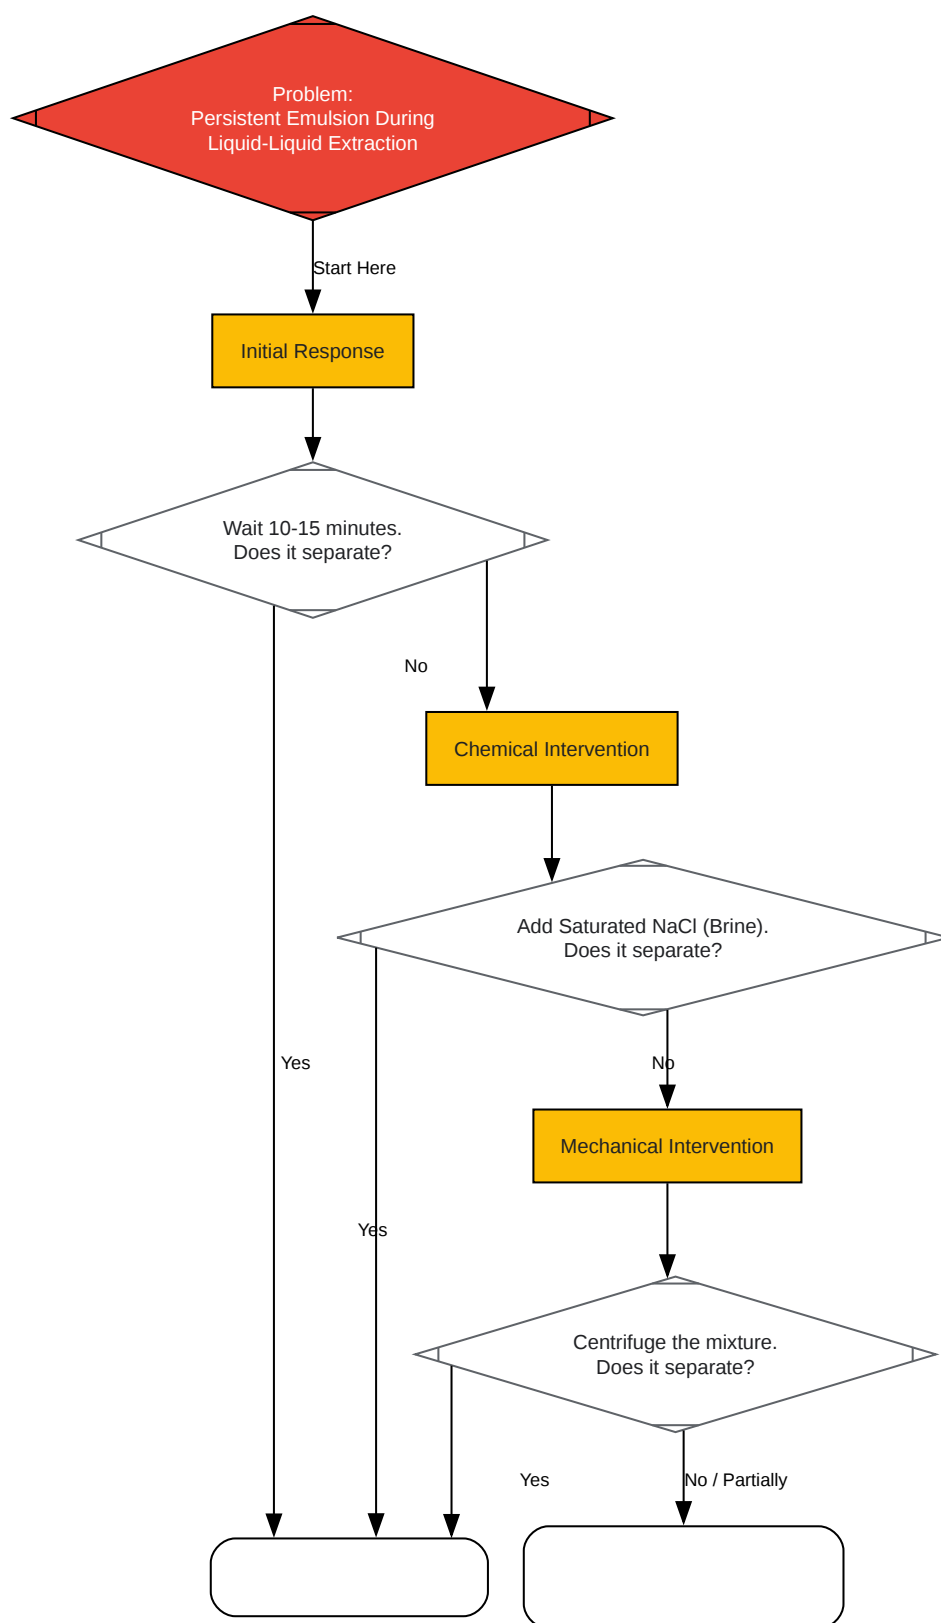 Problem:
Persistent Emulsion During
Liquid-Liquid Extraction
Start Here
Initial Response
Wait 10-15 minutes.
Does it separate?
No
Chemical Intervention
Add Saturated NaCl (Brine).
Does it separate?
Yes
No
Mechanical Intervention
Yes
Centrifuge the mixture.
Does it separate?
Yes
No / Partially